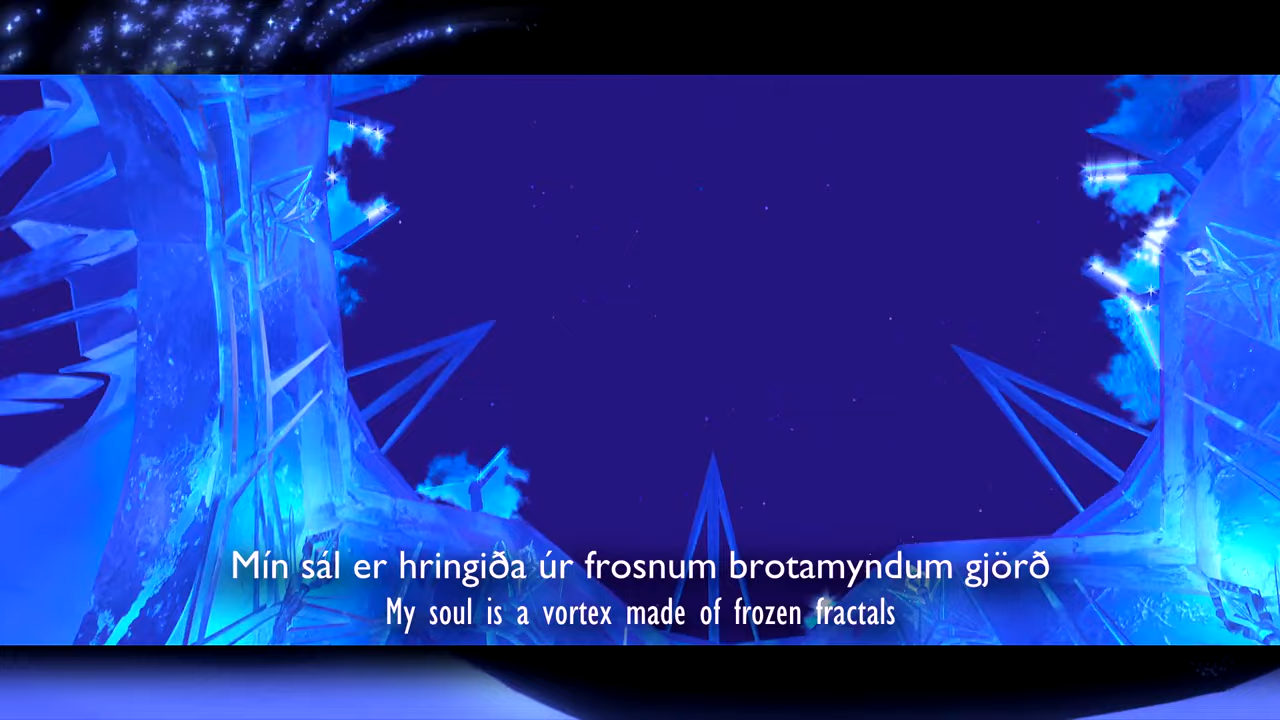 Mín sál er hringiða úr frosnum brotamyndum gjörð
My soul is a vortex made of frozen fractals